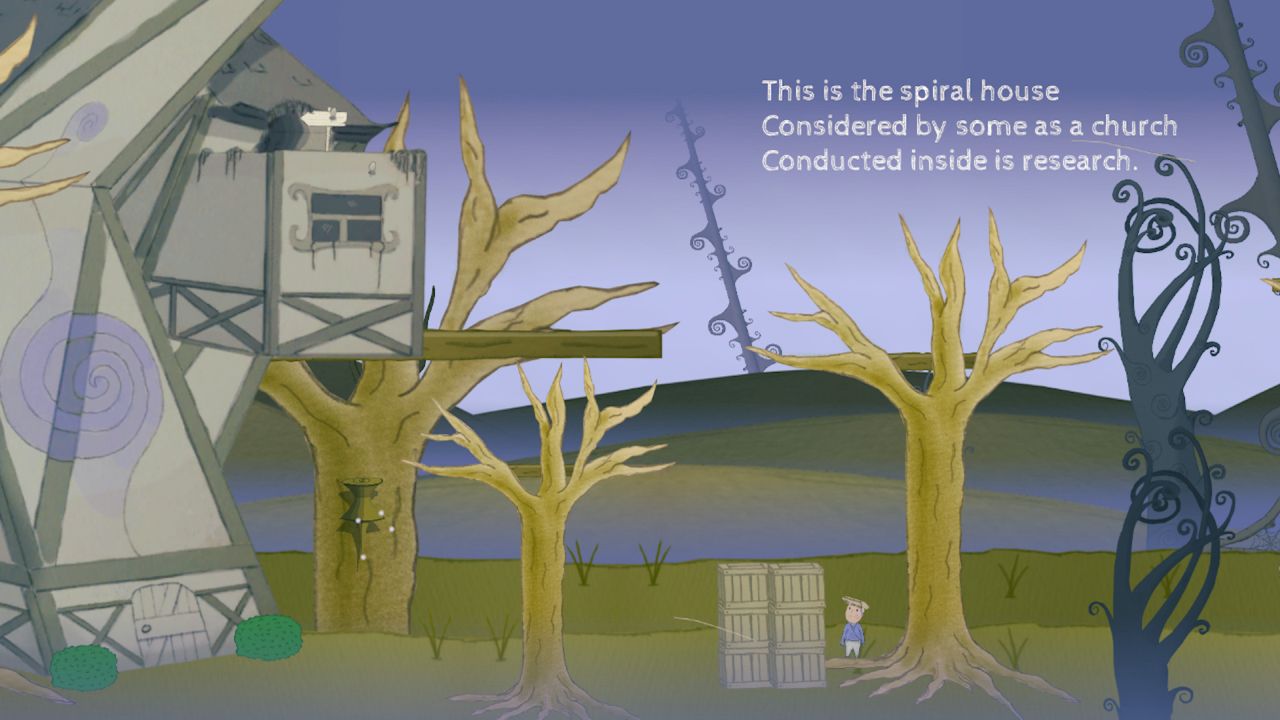 This is the spiral house
Considered by some as a church
Conducted inside is research.